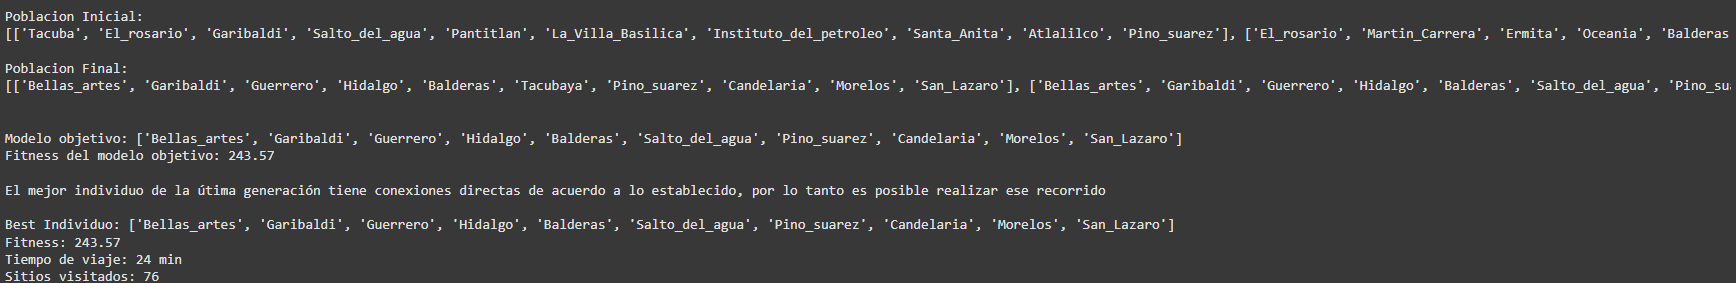 Poblacion Inicial:
[['Tacuba', 'El_rosario', 'Garibaldi', 'Salto_del_agua', 'Pantitlan', 'La_Villa_Basilica', 'Instituto_del_petroleo', 'Santa_Anita', 'Atlalilco', 'Pino_suarez'], ['El_rosario', 'Martin_Carrera', 'Ermita', 'Oceania', 'Balderas
Poblacion Final:
[['Bellas_artes', 'Garibaldi', 'Guerrero', 'Hidalgo', 'Balderas', 'Tacubaya', 'Pino_suarez', 'Candelaria', 'Morelos', 'San_Lazaro'], ['Bellas_artes', 'Garibaldi', 'Guerrero', 'Hidalgo', 'Balderas', 'Salto_del_agua', 'Pino_sua
Modelo objetivo: ['Bellas_artes', 'Garibaldi', 'Guerrero', 'Hidalgo', 'Balderas', 'Salto_del_agua', 'Pino_suarez', 'Candelaria', 'Morelos', 'San_Lazaro']
Fitness del modelo objetivo: 243.57
El mejor individuo de la útima generación tiene conexiones directas de acuerdo a lo establecido, por lo tanto es posible realizar ese recorrido
Best Individuo: ['Bellas_artes', 'Garibaldi', 'Guerrero', 'Hidalgo', 'Balderas', 'Salto_del_agua', 'Pino_suarez', 'Candelaria', 'Morelos', 'San_Lazaro']
Fitness: 243.57
Tiempo de viaje: 24 min
Sitios visitados: 76